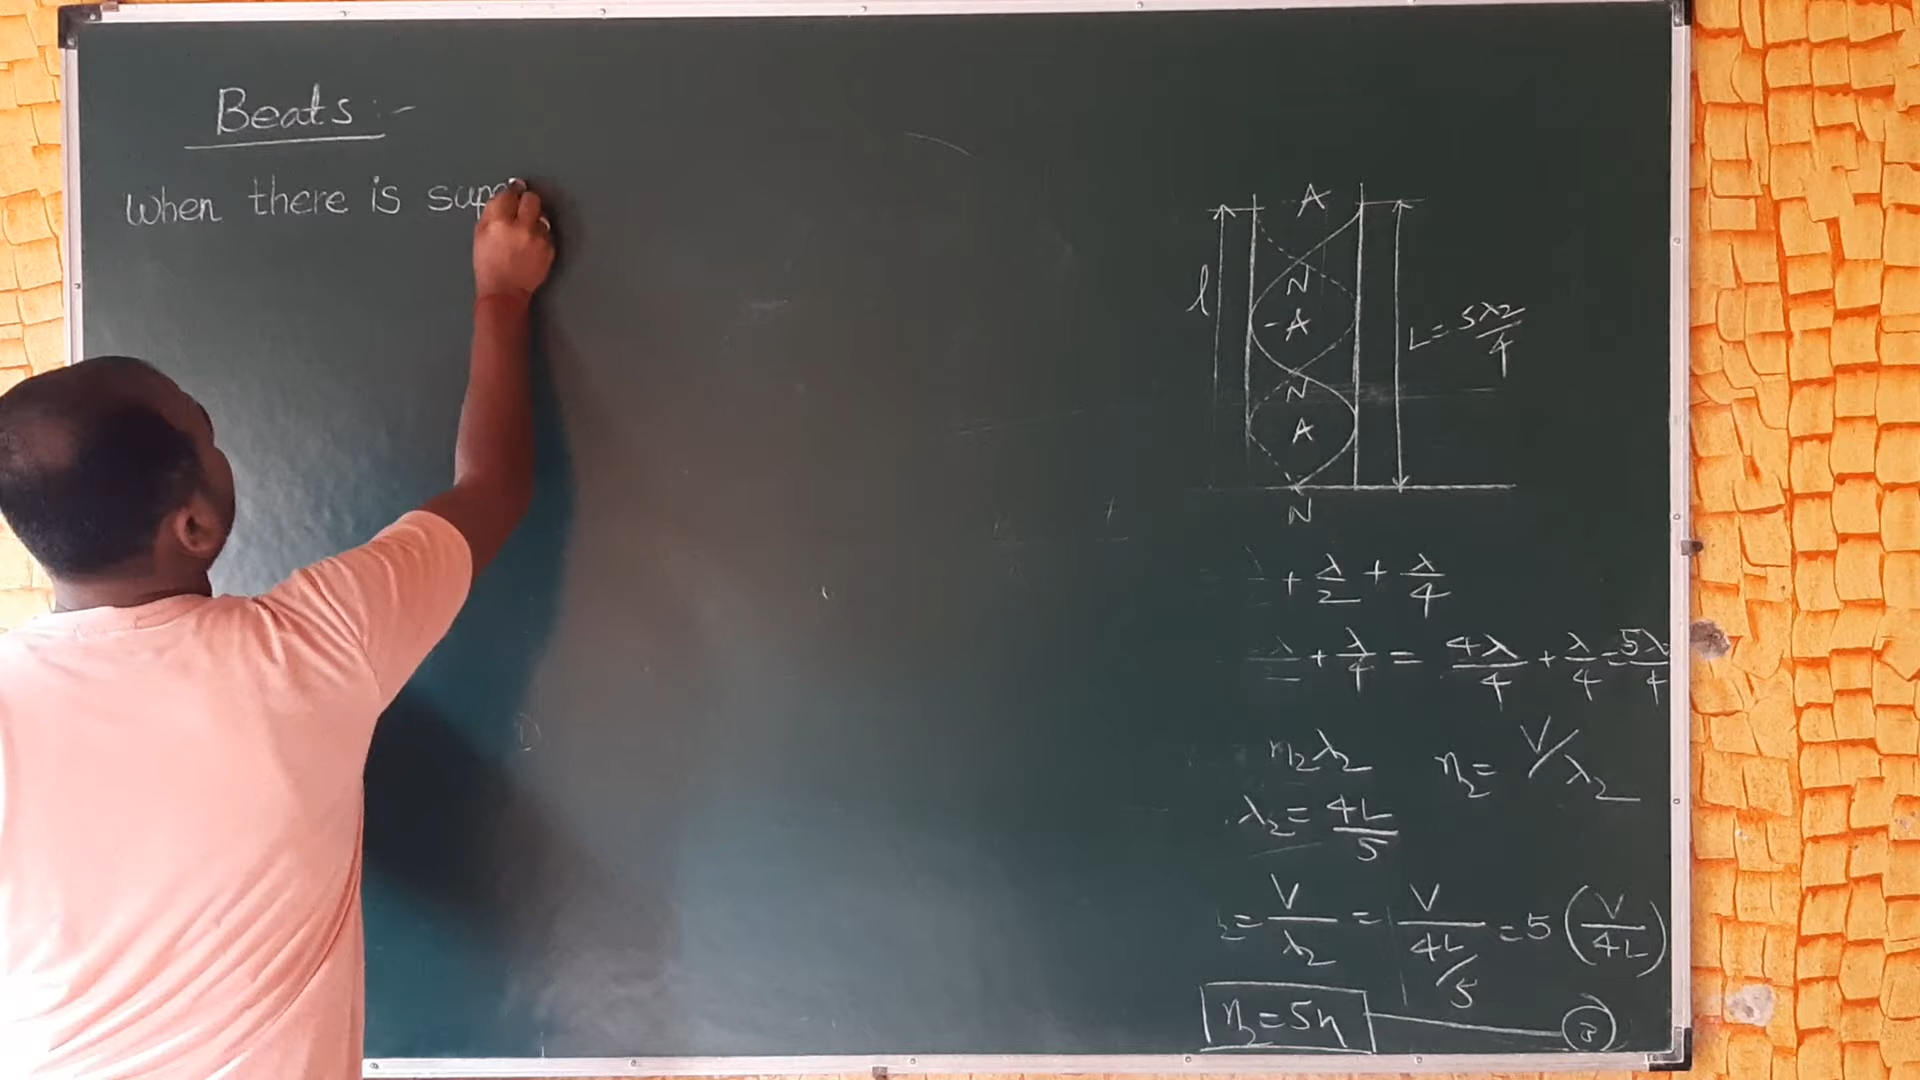 Beats :-
When there is sup
A
N
l
-A
L = 5λ2/4
N
A
N
+ λ/2 + λ/4
λ/ + λ/4 = 4λ/4 + λ/4 = 5λ/4
n2λ2 n2 = V/λ2
λ2 = 4L/5
2 = V/λ2 = V/(4L/5) = 5 (V/4L)
n2 = 5n 3